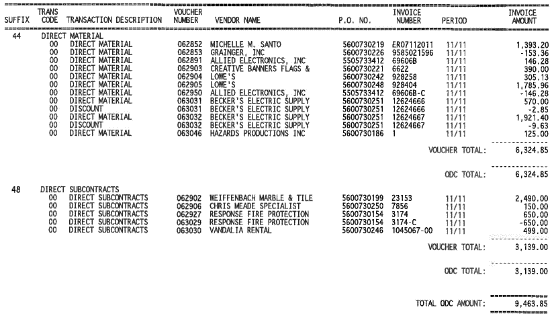 SUFFIX TRANS CODE TRANSACTION DESCRIPTION VOUCHER NUMBER VENDOR NAME P.O. NO. INVOICE NUMBER PERIOD INVOICE AMOUNT
44 DIRECT MATERIAL
00 DIRECT MATERIAL 062852 MICHELLE M. SANTO 5600730219 ER07112011 11/11 1,393.20
00 DIRECT MATERIAL 062853 GRAINGER, INC 5600730226 9585021596 11/11 -153.36
00 DIRECT MATERIAL 062891 ALLIED ELECTRONICS, INC 5505733412 69606B 11/11 146.28
00 DIRECT MATERIAL 062903 CREATIVE BANNERS FLAGS & 5600730221 6622 11/11 390.00
00 DIRECT MATERIAL 062904 LOWE'S 5600730242 928258 11/11 305.13
00 DIRECT MATERIAL 062905 LOWE'S 5600730248 928404 11/11 1,785.96
00 DIRECT MATERIAL 062950 ALLIED ELECTRONICS, INC 5505733412 69606B-C 11/11 -146.28
00 DIRECT MATERIAL 063031 BECKER'S ELECTRIC SUPPLY 5600730251 12624666 11/11 570.00
00 DISCOUNT 063031 BECKER'S ELECTRIC SUPPLY 5600730251 12624666 11/11 -2.85
00 DIRECT MATERIAL 063032 BECKER'S ELECTRIC SUPPLY 5600730251 12624667 11/11 1,921.40
00 DISCOUNT 063032 BECKER'S ELECTRIC SUPPLY 5600730251 12624667 11/11 -9.63
00 DIRECT MATERIAL 063046 HAZARDS PRODUCTIONS INC 5600730186 1 11/11 125.00
VOUCHER TOTAL: 6,324.85
ODC TOTAL: 6,324.85
48 DIRECT SUBCONTRACTS
00 DIRECT SUBCONTRACTS 062902 NEIFFENBACH MARBLE & TILE 5600730199 23153 11/11 2,490.00
00 DIRECT SUBCONTRACTS 062906 CHRIS MEADE SPECIALIST 5600730250 7856 11/11 150.00
00 DIRECT SUBCONTRACTS 062927 RESPONSE FIRE PROTECTION 5600730154 3174 11/11 650.00
00 DIRECT SUBCONTRACTS 063029 RESPONSE FIRE PROTECTION 5600730154 3174-C 11/11 -650.00
00 DIRECT SUBCONTRACTS 063030 VANDALIA RENTAL 5600730246 1045067-00 11/11 499.00
VOUCHER TOTAL: 3,139.00
ODC TOTAL: 3,139.00
TOTAL ODC AMOUNT: 9,463.85